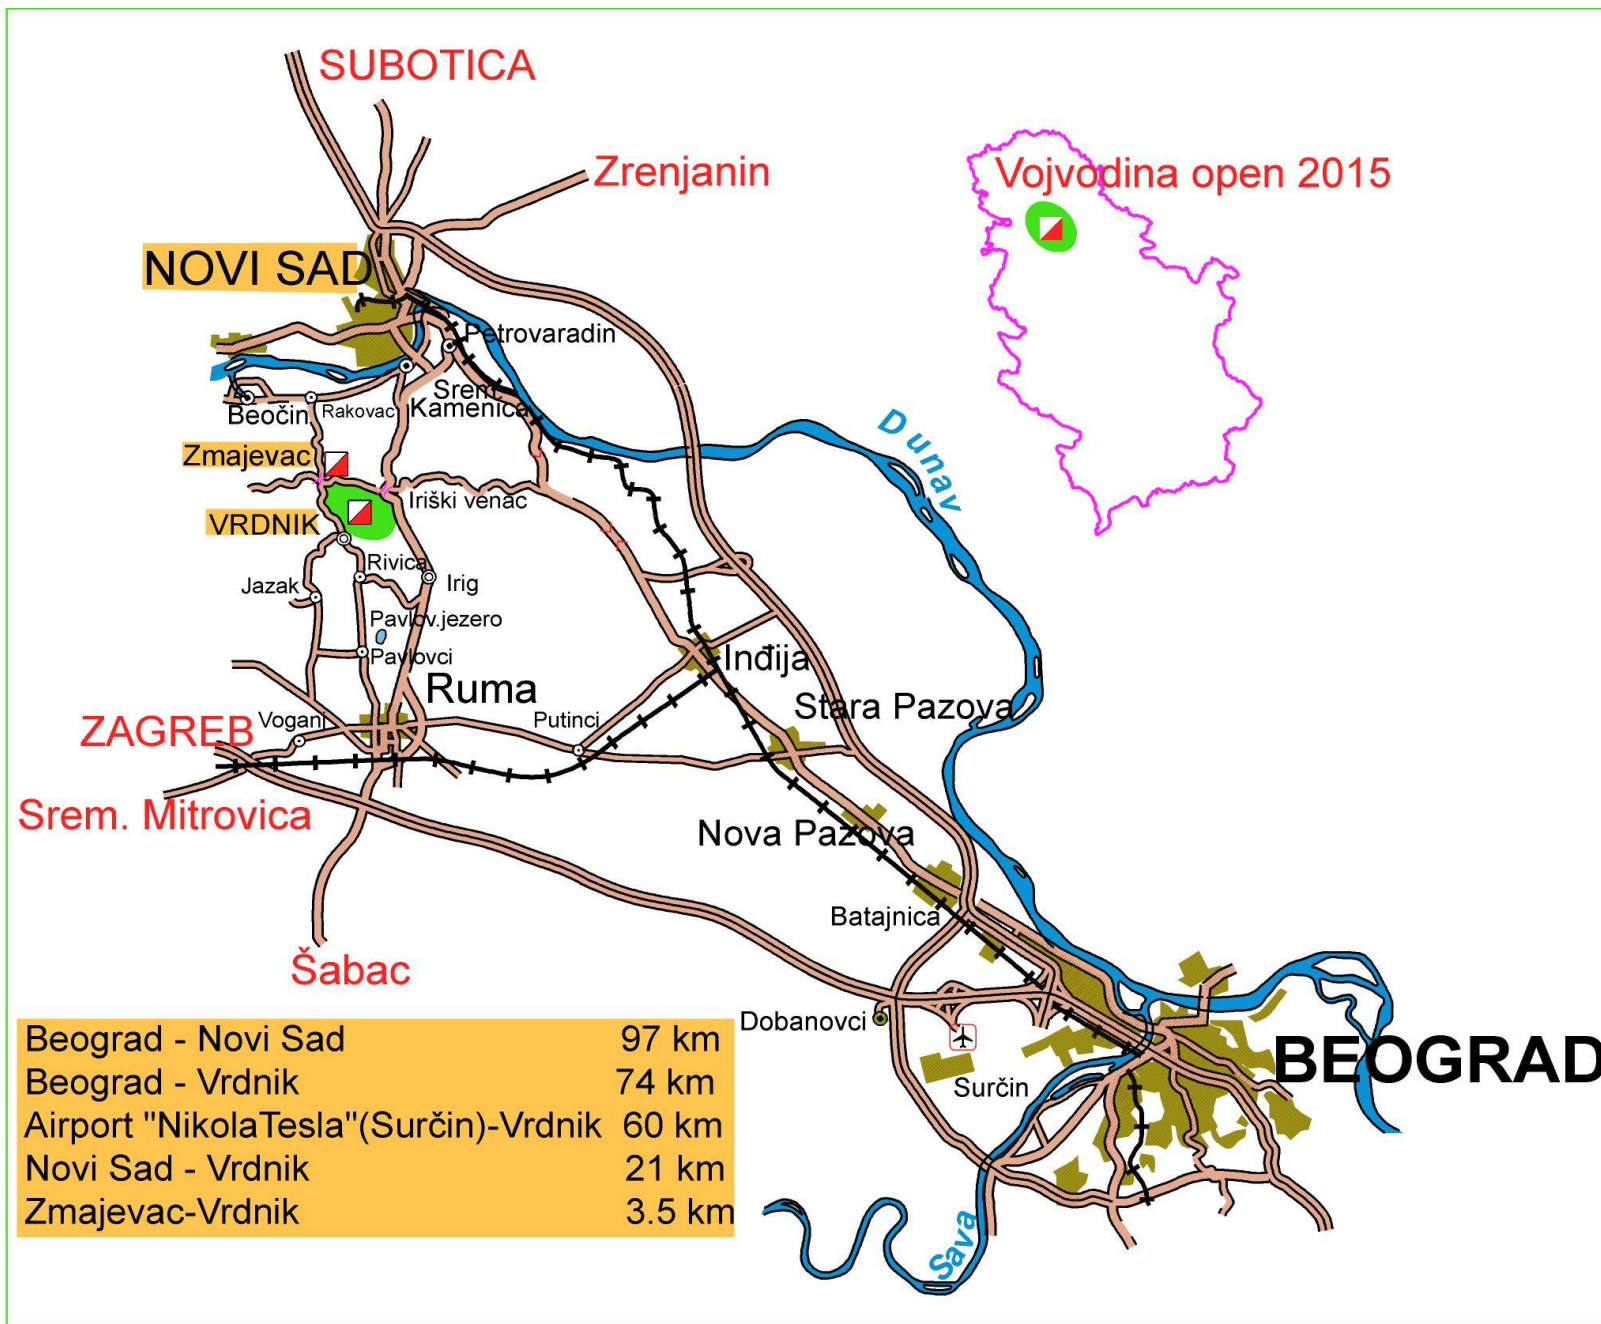 SUBOTICA
Zrenjanin
Vojvodina open 2015
NOVI SAD
Petrovaradin
Srem.
Kamenica
Beočin
Rakovac
Dunav
Zmajevac
Iriški venac
VRDNIK
Rivica
Jazak
Irig
Pavlov.jezero
Pavlovci
Inđija
Ruma
Stara Pazova
Vogani
Putinci
ZAGREB
Srem. Mitrovica
Nova Pazova
Batajnica
Šabac
Dobanovci
Surčin
BEOGRAD
Sava
Beograd - Novi Sad 97 km
Beograd - Vrdnik 74 km
Airport "NikolaTesla"(Surčin)-Vrdnik 60 km
Novi Sad - Vrdnik 21 km
Zmajevac-Vrdnik 3.5 km